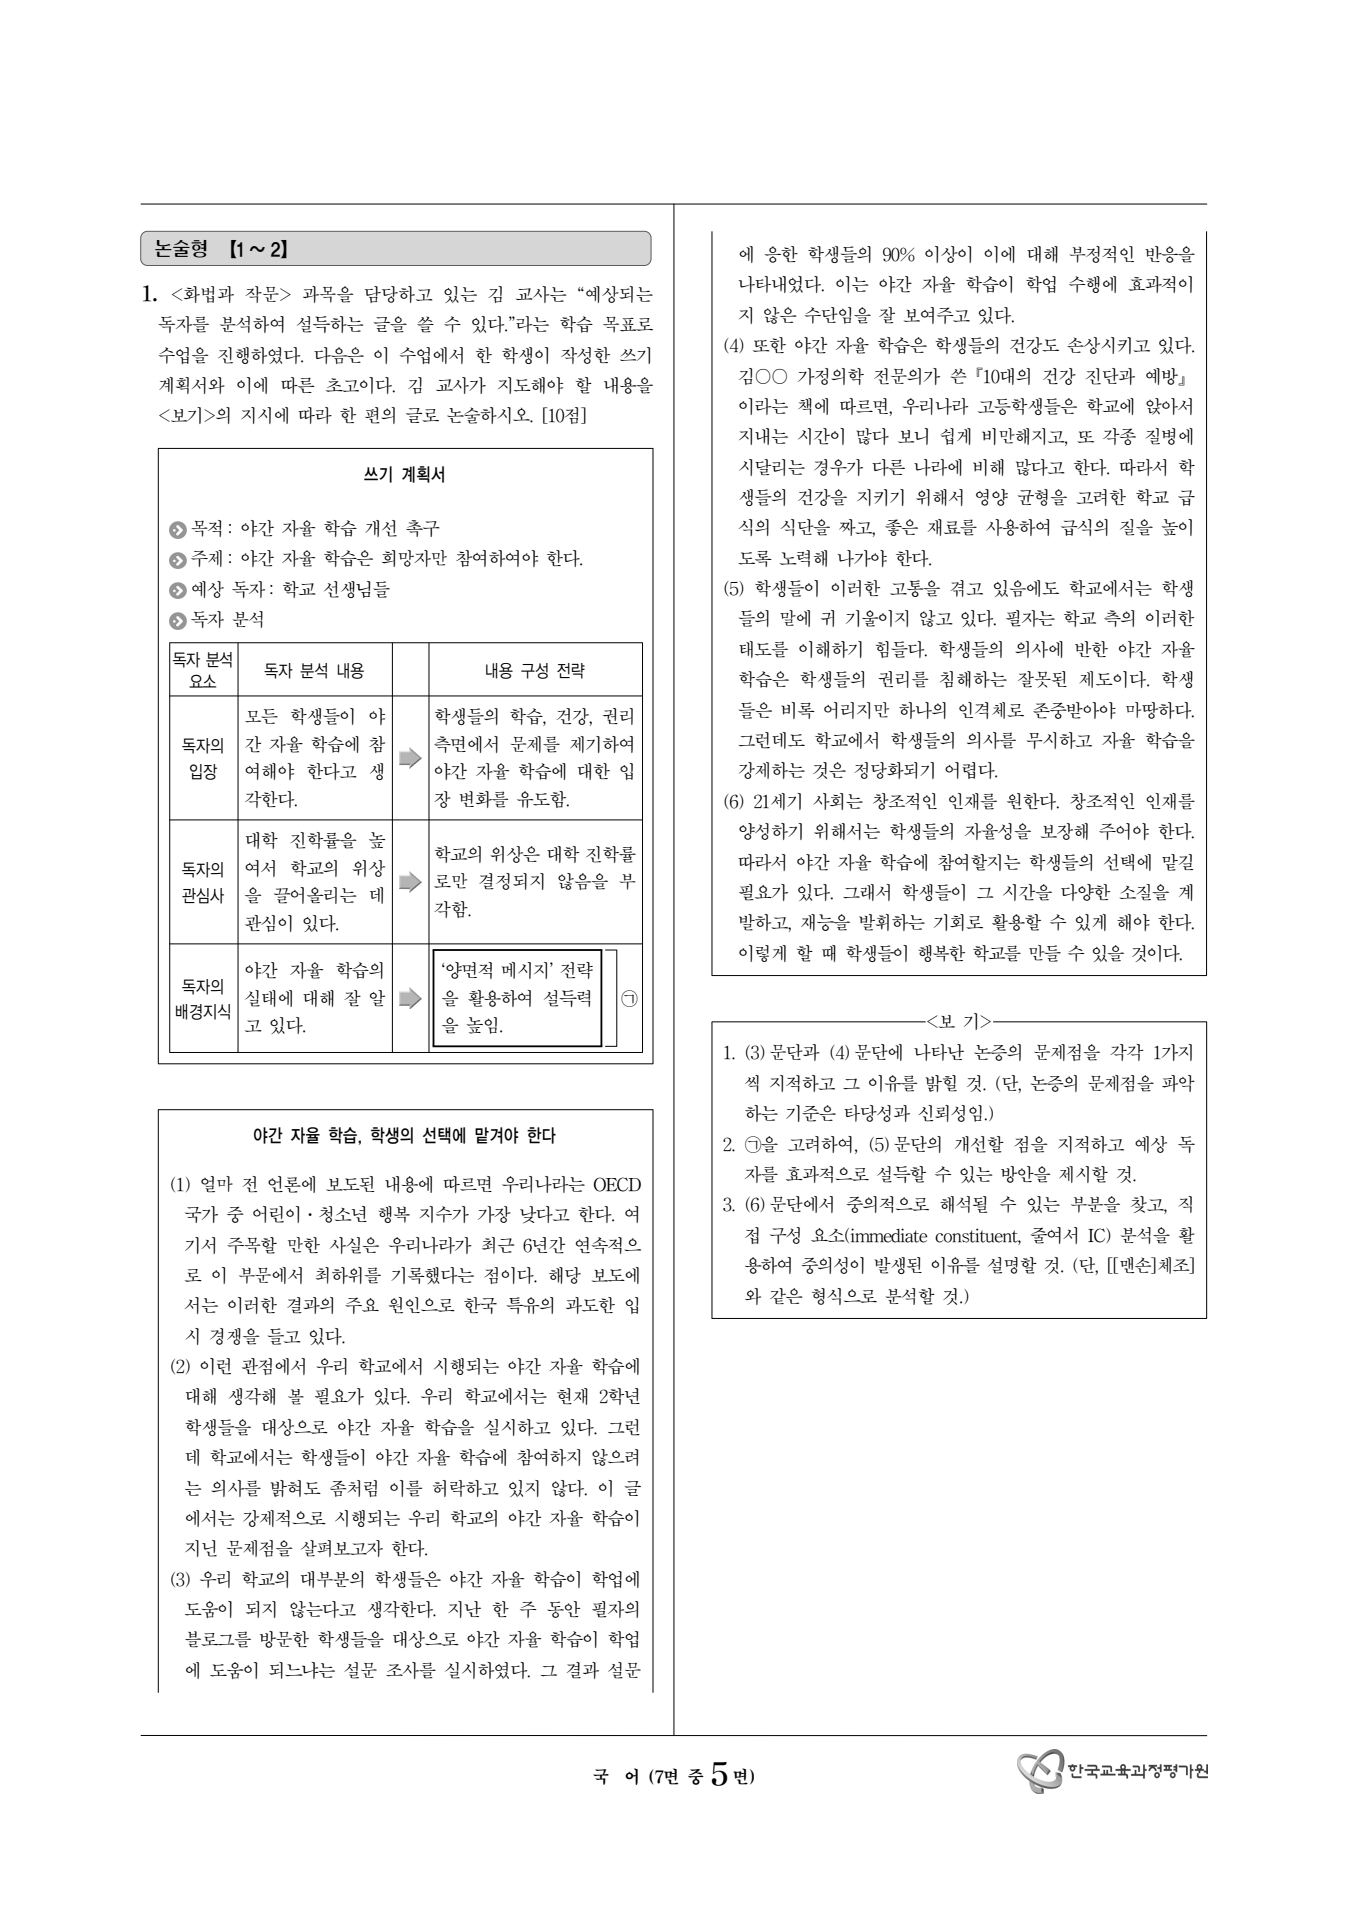 논술형 【1 ~ 2】
1. <화법과 작문> 과목을 담당하고 있는 김 교사는 “예상되는
독자를 분석하여 설득하는 글을 쓸 수 있다.”라는 학습 목표로
수업을 진행하였다. 다음은 이 수업에서 한 학생이 작성한 쓰기
계획서와 이에 따른 초고이다. 김 교사가 지도해야 할 내용을
<보기>의 지시에 따라 한 편의 글로 논술하시오. [10점]
쓰기 계획서
목적 : 야간 자율 학습 개선 촉구
주제 : 야간 자율 학습은 희망자만 참여하여야 한다.
예상 독자 : 학교 선생님들
독자 분석
독자 분석
요소
독자 분석 내용
내용 구성 전략
독자의
입장
모든 학생들이 야
간 자율 학습에 참
여해야 한다고 생
각한다.
학생들의 학습, 건강, 권리
측면에서 문제를 제기하여
야간 자율 학습에 대한 입
장 변화를 유도함.
독자의
관심사
대학 진학률을 높
여서 학교의 위상
을 끌어올리는 데
관심이 있다.
학교의 위상은 대학 진학률
로만 결정되지 않음을 부
각함.
독자의
배경지식
야간 자율 학습의
실태에 대해 잘 알
고 있다.
‘양면적 메시지’ 전략
을 활용하여 설득력
을 높임.
㉠
야간 자율 학습, 학생의 선택에 맡겨야 한다
(1) 얼마 전 언론에 보도된 내용에 따르면 우리나라는 OECD
국가 중 어린이・청소년 행복 지수가 가장 낮다고 한다. 여
기서 주목할 만한 사실은 우리나라가 최근 6년간 연속적으
로 이 부문에서 최하위를 기록했다는 점이다. 해당 보도에
서는 이러한 결과의 주요 원인으로 한국 특유의 과도한 입
시 경쟁을 들고 있다.
(2) 이런 관점에서 우리 학교에서 시행되는 야간 자율 학습에
대해 생각해 볼 필요가 있다. 우리 학교에서는 현재 2학년
학생들을 대상으로 야간 자율 학습을 실시하고 있다. 그런
데 학교에서는 학생들이 야간 자율 학습에 참여하지 않으려
는 의사를 밝혀도 좀처럼 이를 허락하고 있지 않다. 이 글
에서는 강제적으로 시행되는 우리 학교의 야간 자율 학습이
지닌 문제점을 살펴보고자 한다.
(3) 우리 학교의 대부분의 학생들은 야간 자율 학습이 학업에
도움이 되지 않는다고 생각한다. 지난 한 주 동안 필자의
블로그를 방문한 학생들을 대상으로 야간 자율 학습이 학업
에 도움이 되느냐는 설문 조사를 실시하였다. 그 결과 설문
에 응한 학생들의 90% 이상이 이에 대해 부정적인 반응을
나타내었다. 이는 야간 자율 학습이 학업 수행에 효과적이
지 않은 수단임을 잘 보여주고 있다.
(4) 또한 야간 자율 학습은 학생들의 건강도 손상시키고 있다.
김○○ 가정의학 전문의가 쓴 『10대의 건강 진단과 예방』
이라는 책에 따르면, 우리나라 고등학생들은 학교에 앉아서
지내는 시간이 많다 보니 쉽게 비만해지고, 또 각종 질병에
시달리는 경우가 다른 나라에 비해 많다고 한다. 따라서 학
생들의 건강을 지키기 위해서 영양 균형을 고려한 학교 급
식의 식단을 짜고, 좋은 재료를 사용하여 급식의 질을 높이
도록 노력해 나가야 한다.
(5) 학생들이 이러한 고통을 겪고 있음에도 학교에서는 학생
들의 말에 귀 기울이지 않고 있다. 필자는 학교 측의 이러한
태도를 이해하기 힘들다. 학생들의 의사에 반한 야간 자율
학습은 학생들의 권리를 침해하는 잘못된 제도이다. 학생
들은 비록 어리지만 하나의 인격체로 존중받아야 마땅하다.
그런데도 학교에서 학생들의 의사를 무시하고 자율 학습을
강제하는 것은 정당화되기 어렵다.
(6) 21세기 사회는 창조적인 인재를 원한다. 창조적인 인재를
양성하기 위해서는 학생들의 자율성을 보장해 주어야 한다.
따라서 야간 자율 학습에 참여할지는 학생들의 선택에 맡길
필요가 있다. 그래서 학생들이 그 시간을 다양한 소질을 계
발하고, 재능을 발휘하는 기회로 활용할 수 있게 해야 한다.
이렇게 할 때 학생들이 행복한 학교를 만들 수 있을 것이다.
<보 기>
1. (3)문단과 (4)문단에 나타난 논증의 문제점을 각각 1가지
씩 지적하고 그 이유를 밝힐 것. (단, 논증의 문제점을 파악
하는 기준은 타당성과 신뢰성임.)
2. ㉠을 고려하여, (5)문단의 개선할 점을 지적하고 예상 독
자를 효과적으로 설득할 수 있는 방안을 제시할 것.
3. (6)문단에서 중의적으로 해석될 수 있는 부분을 찾고, 직
접 구성 요소(immediate constituent, 줄여서 IC) 분석을 활
용하여 중의성이 발생된 이유를 설명할 것. (단, [[맨손]체조]
와 같은 형식으로 분석할 것.)
국 어 (7면 중 5 면)
한국교육과정평가원